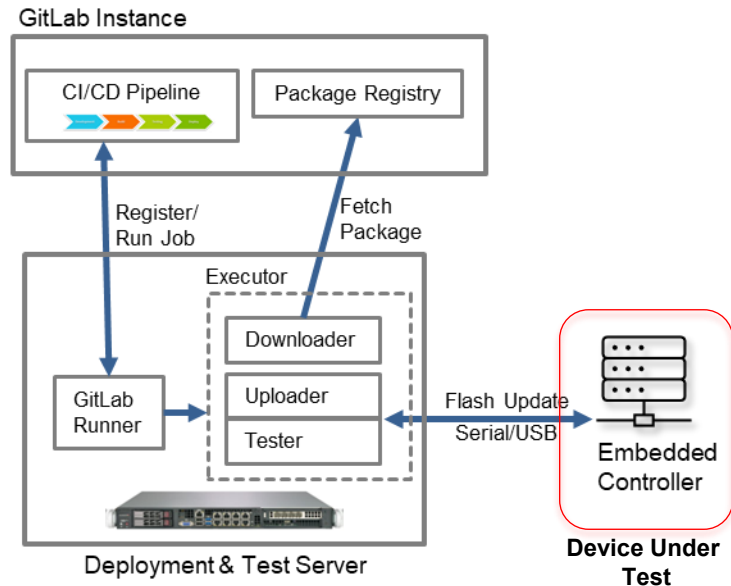 GitLab Instance
CI/CD Pipeline
Package Registry
Register/
Run Job
Fetch
Package
Executor
Downloader
Uploader
Tester
GitLab
Runner
Flash Update
Serial/USB
Embedded
Controller
Deployment & Test Server
Device Under
Test